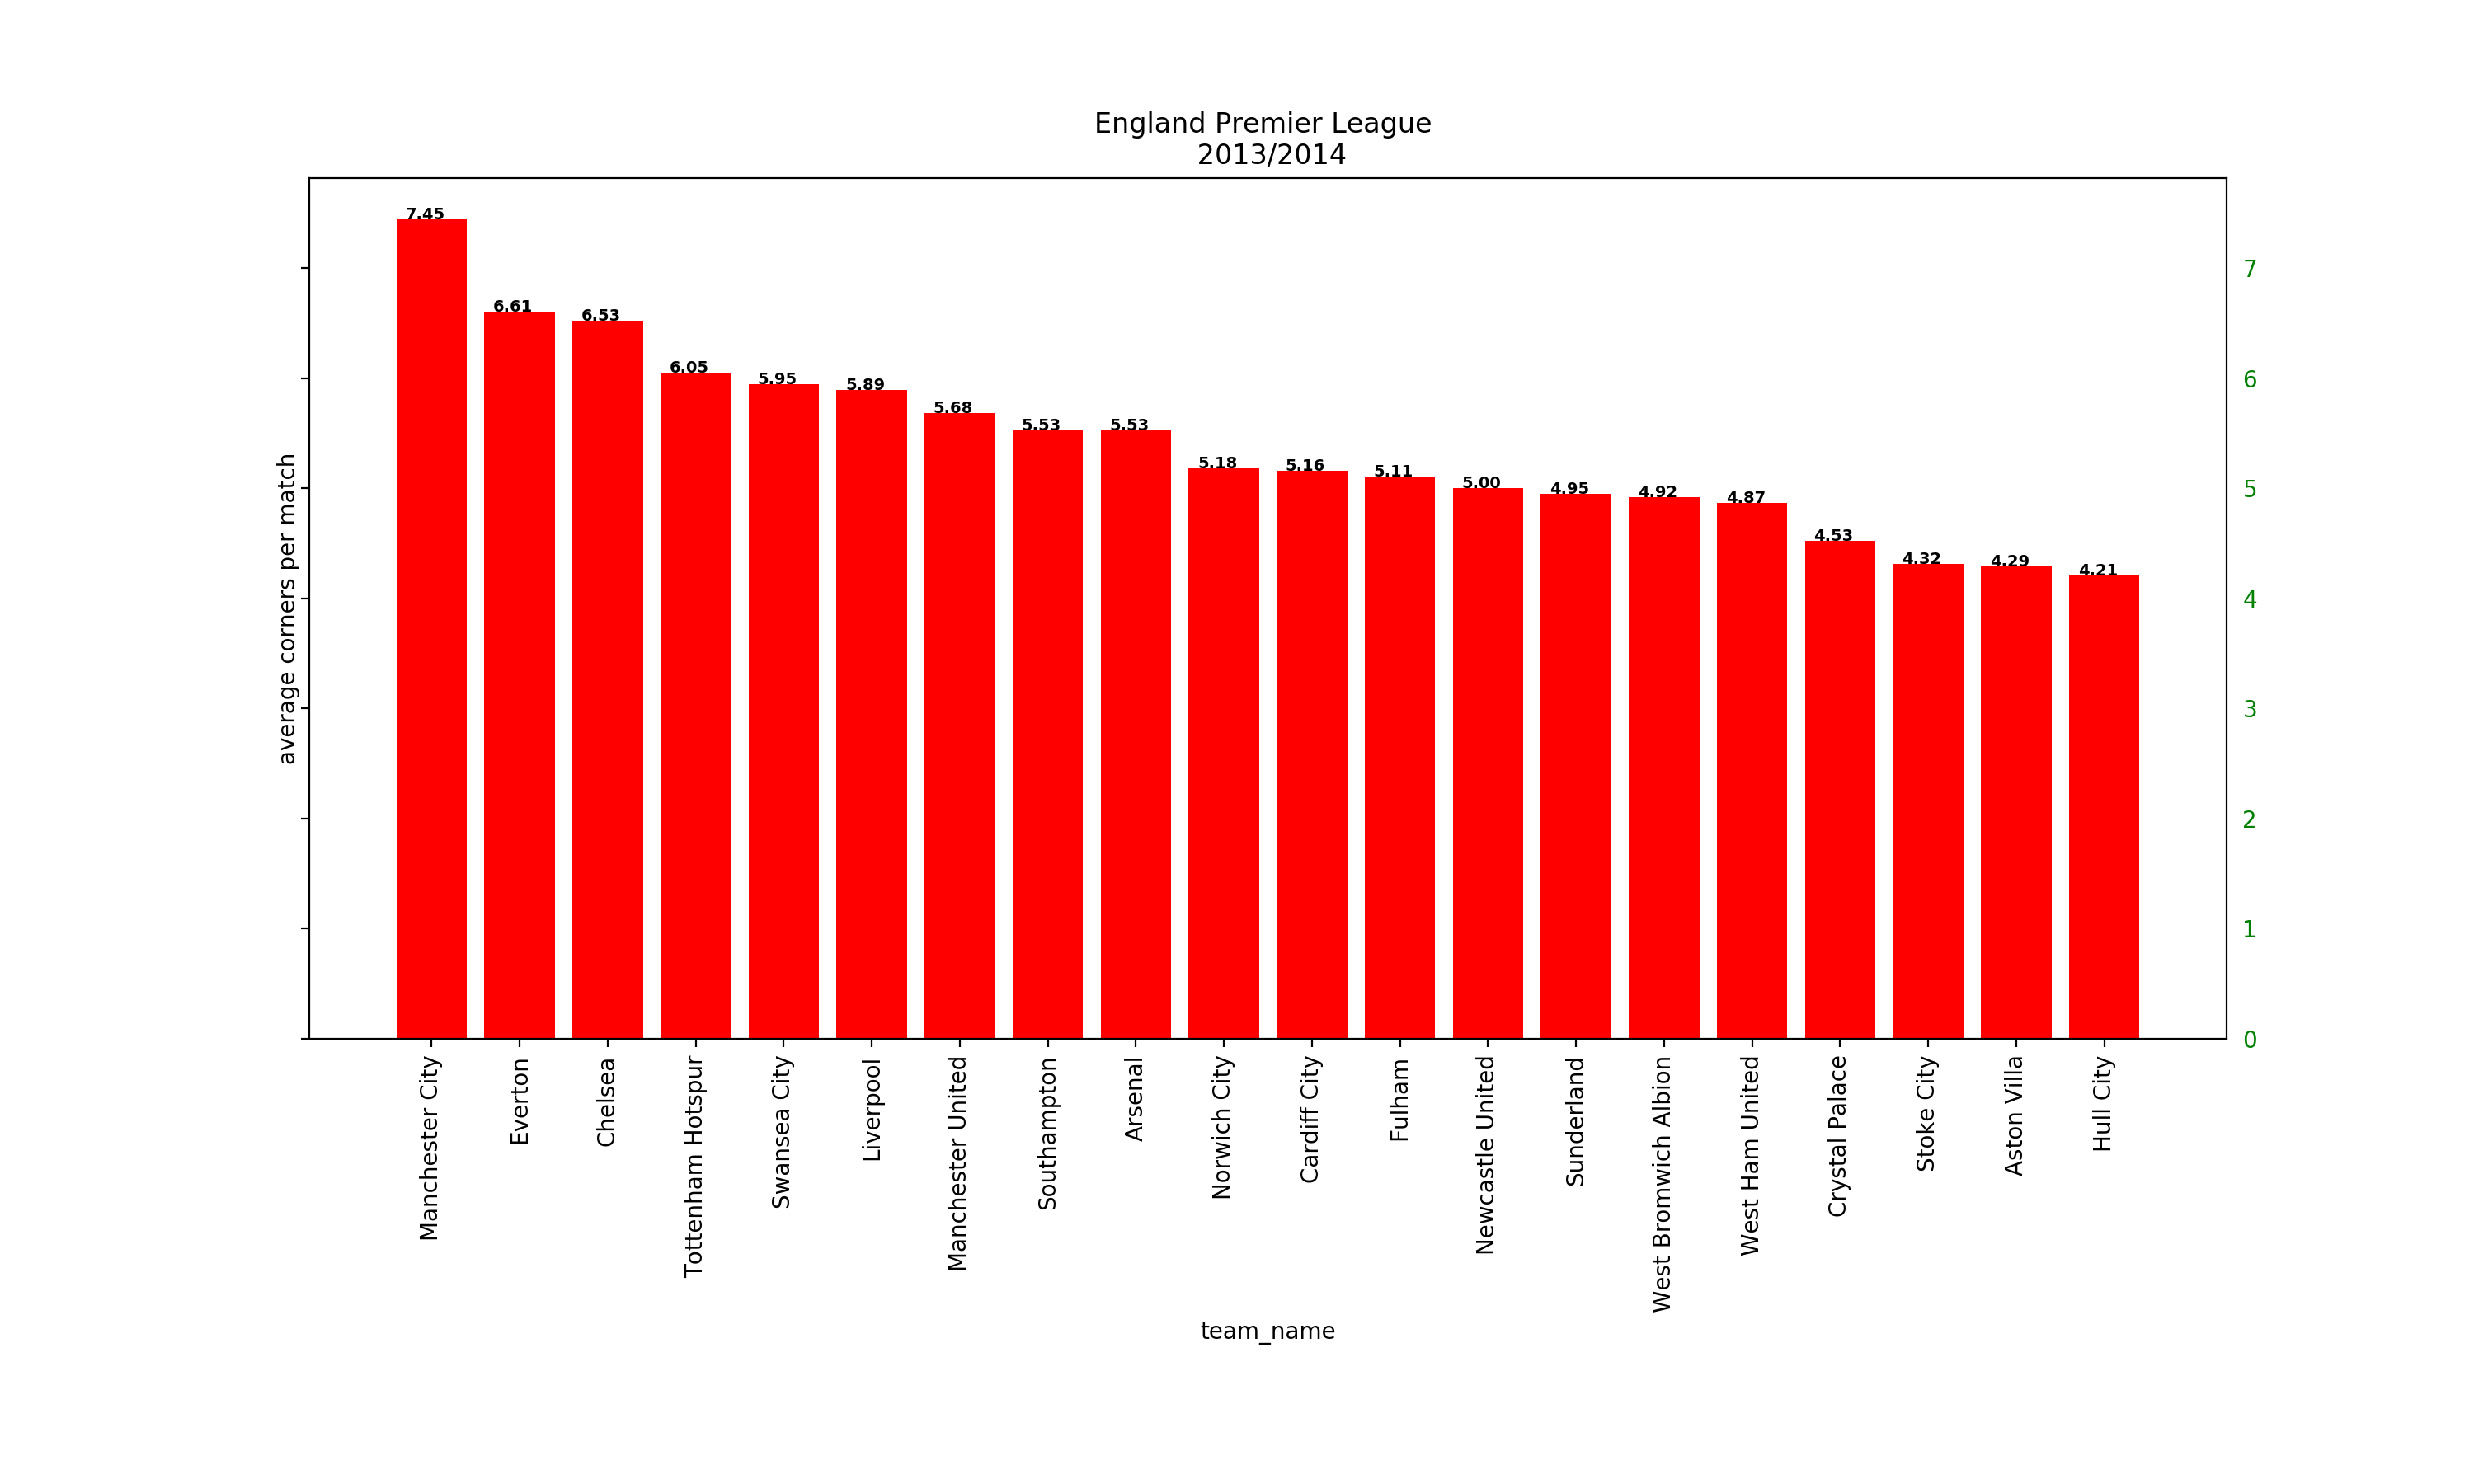 England Premier League
2013/2014
7.45
6.61
6.53
6.05
5.95
5.89
5.68
5.53
5.53
5.18
5.16
5.11
5.00
4.95
4.92
4.87
4.53
4.32
4.29
4.21
average corners per match
7
6
5
4
3
2
1
0
Manchester City
Everton
Chelsea
Tottenham Hotspur
Swansea City
Liverpool
Manchester United
Southampton
Arsenal
Norwich City
Cardiff City
Fulham
Newcastle United
Sunderland
West Bromwich Albion
West Ham United
Crystal Palace
Stoke City
Aston Villa
Hull City
team_name